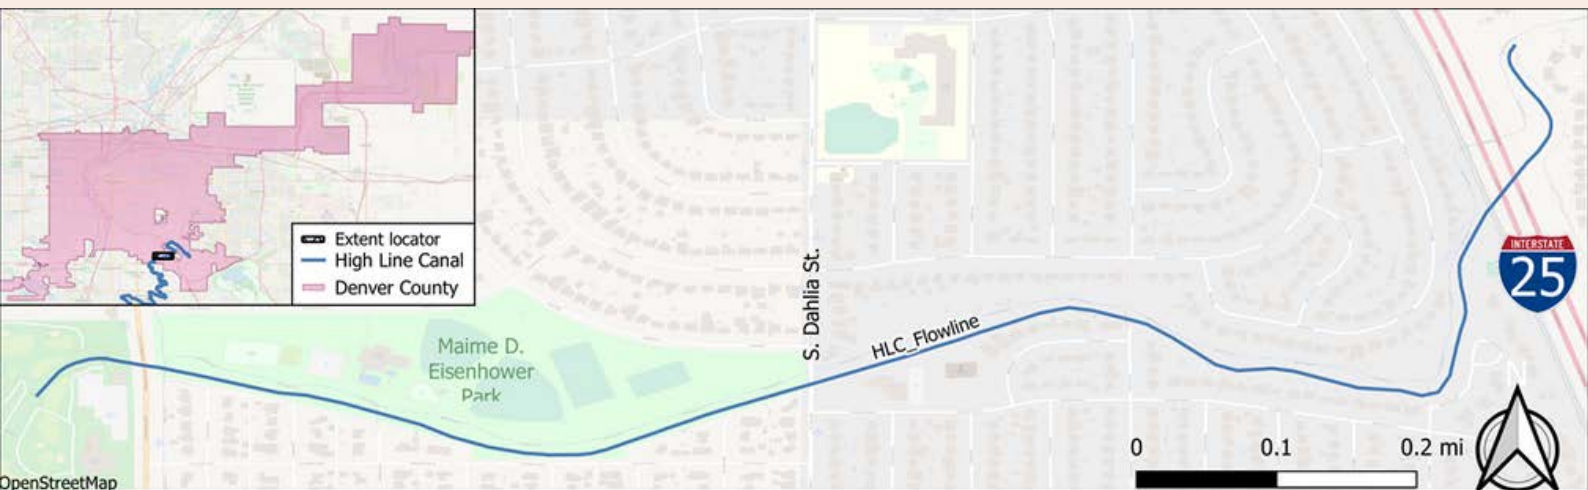 Extent locator
High Line Canal
Denver County
Maime D.
Eisenhower
Park
S. Dahlia St.
HLC_Flowline
INTERSTATE
25
N
0 0.1 0.2 mi
OpenStreetMap